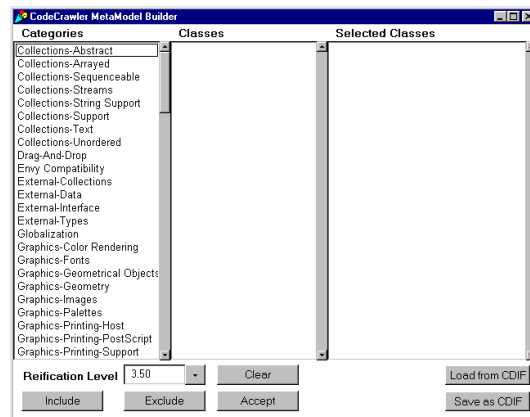 CodeCrawler MetaModel Builder
Categories Classes Selected Classes
Collections-Abstract
Collections-Arrayed
Collections-Sequenceable
Collections-Streams
Collections-String Support
Collections-Support
Collections-Text
Collections-Unordered
Drag-And-Drop
Envy Compatibility
External-Collections
External-Data
External-Interface
External-Types
Globalization
Graphics-Color Rendering
Graphics-Fonts
Graphics-Geometrical Objects
Graphics-Geometry
Graphics-Images
Graphics-Palettes
Graphics-Printing-Host
Graphics-Printing-PostScript
Graphics-Printing-Support
Reification Level 3.50 Clear Load from CDIF
Include Exclude Accept Save as CDIF